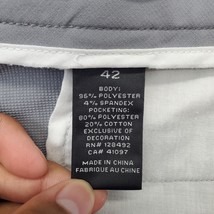 42
BODY:
96% POLYESTER
4% SPANDEX
POCKETING:
80% POLYESTER
20% COTTON
EXCLUSIVE OF
DECORATION
RN# 128492
CA# 41097
MADE IN CHINA
FABRIQUÉ AU CHINE